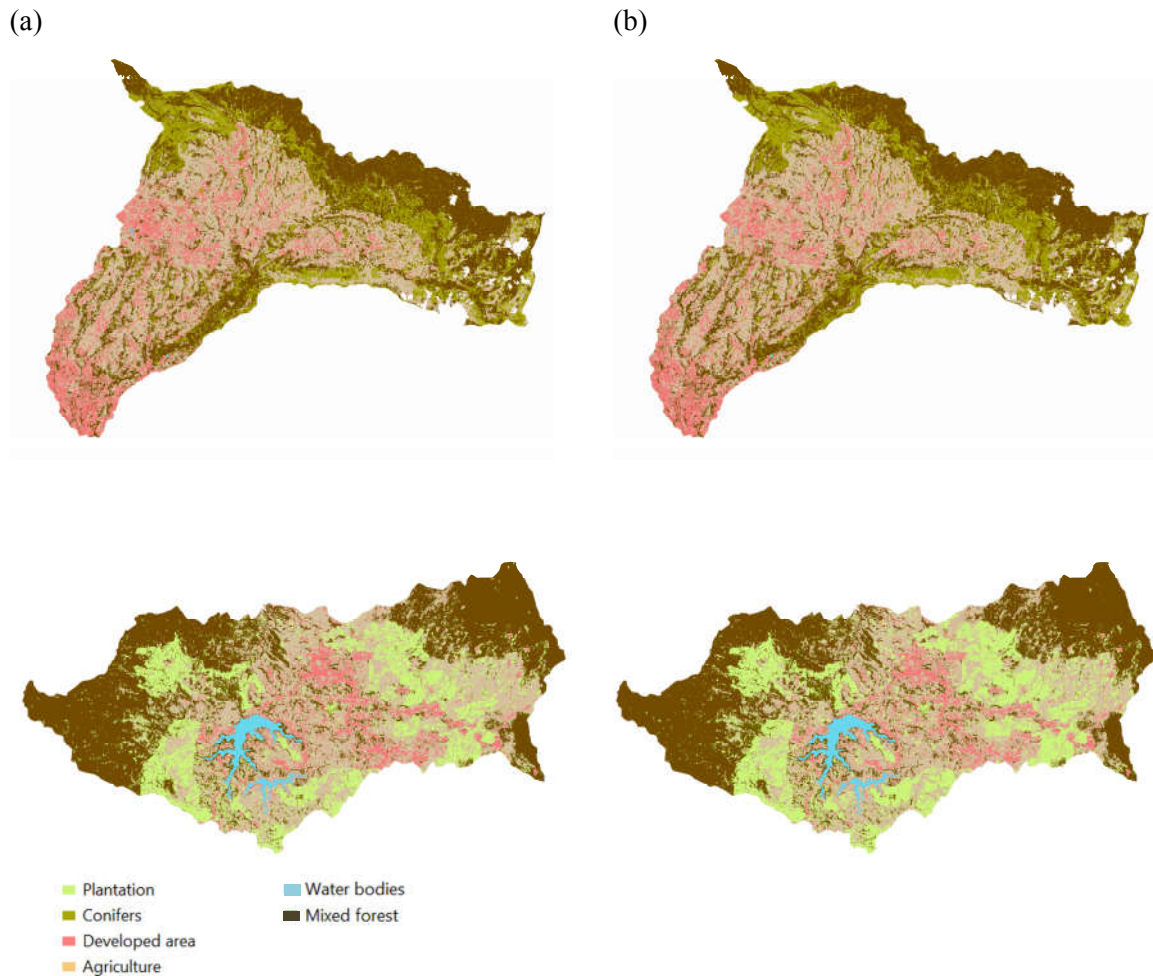 (a) (b)
Plantation Water bodies
Conifers Mixed forest
Developed area
Agriculture